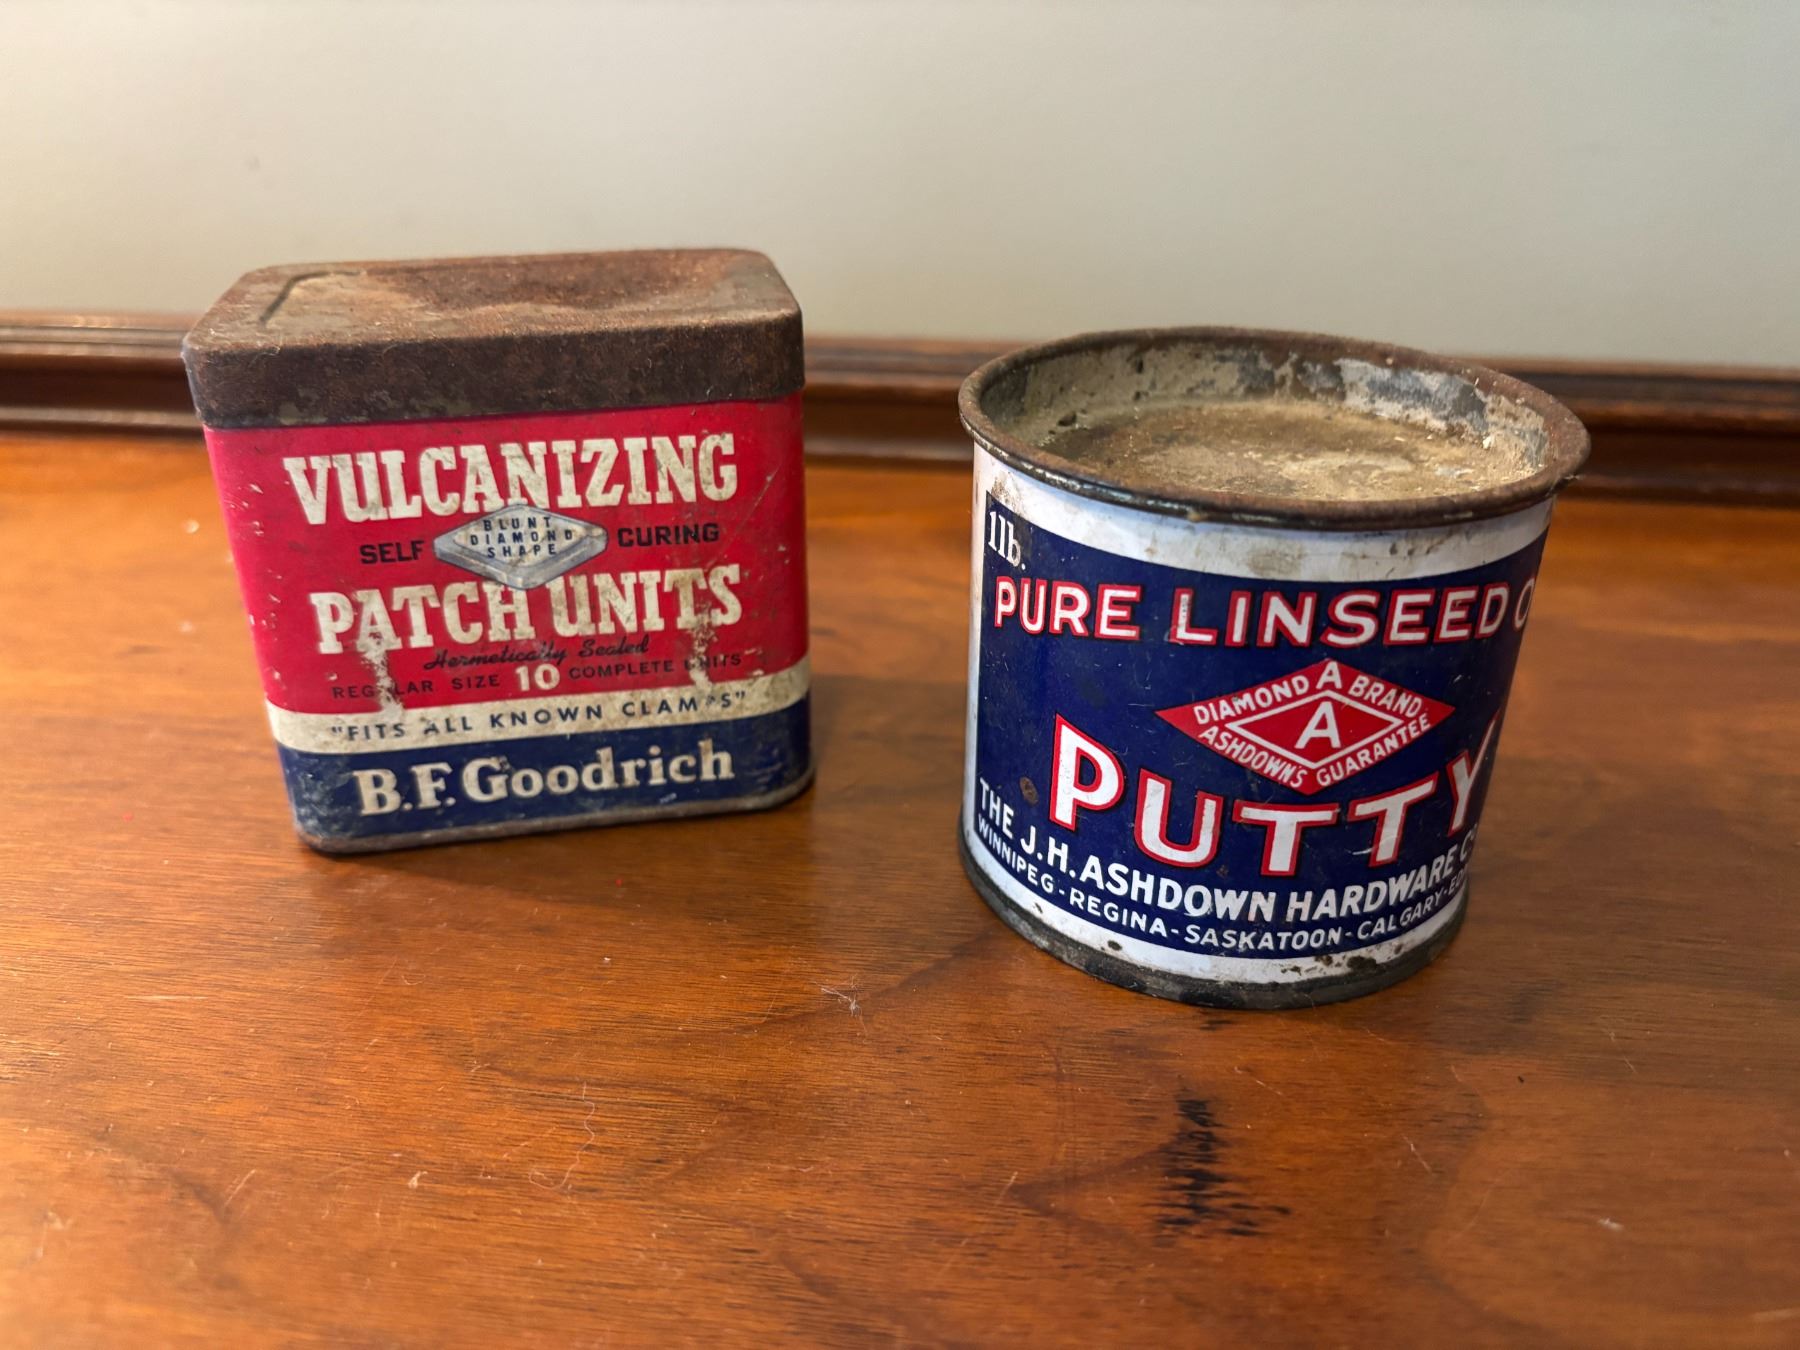 VULCANIZING
SELF BLUNT DIAMOND SHAPE CURING
PATCH UNITS
Hermetically Sealed
REGULAR SIZE 10 COMPLETE UNITS
"FITS ALL KNOWN CLAMPS"
B.F. Goodrich
1lb.
PURE LINSEED O
DIAMOND A BRAND
A
ASHDOWN'S GUARANTEE
PUTTY
THE J.H. ASHDOWN HARDWARE Co
WINNIPEG-REGINA-SASKATOON-CALGARY-ED